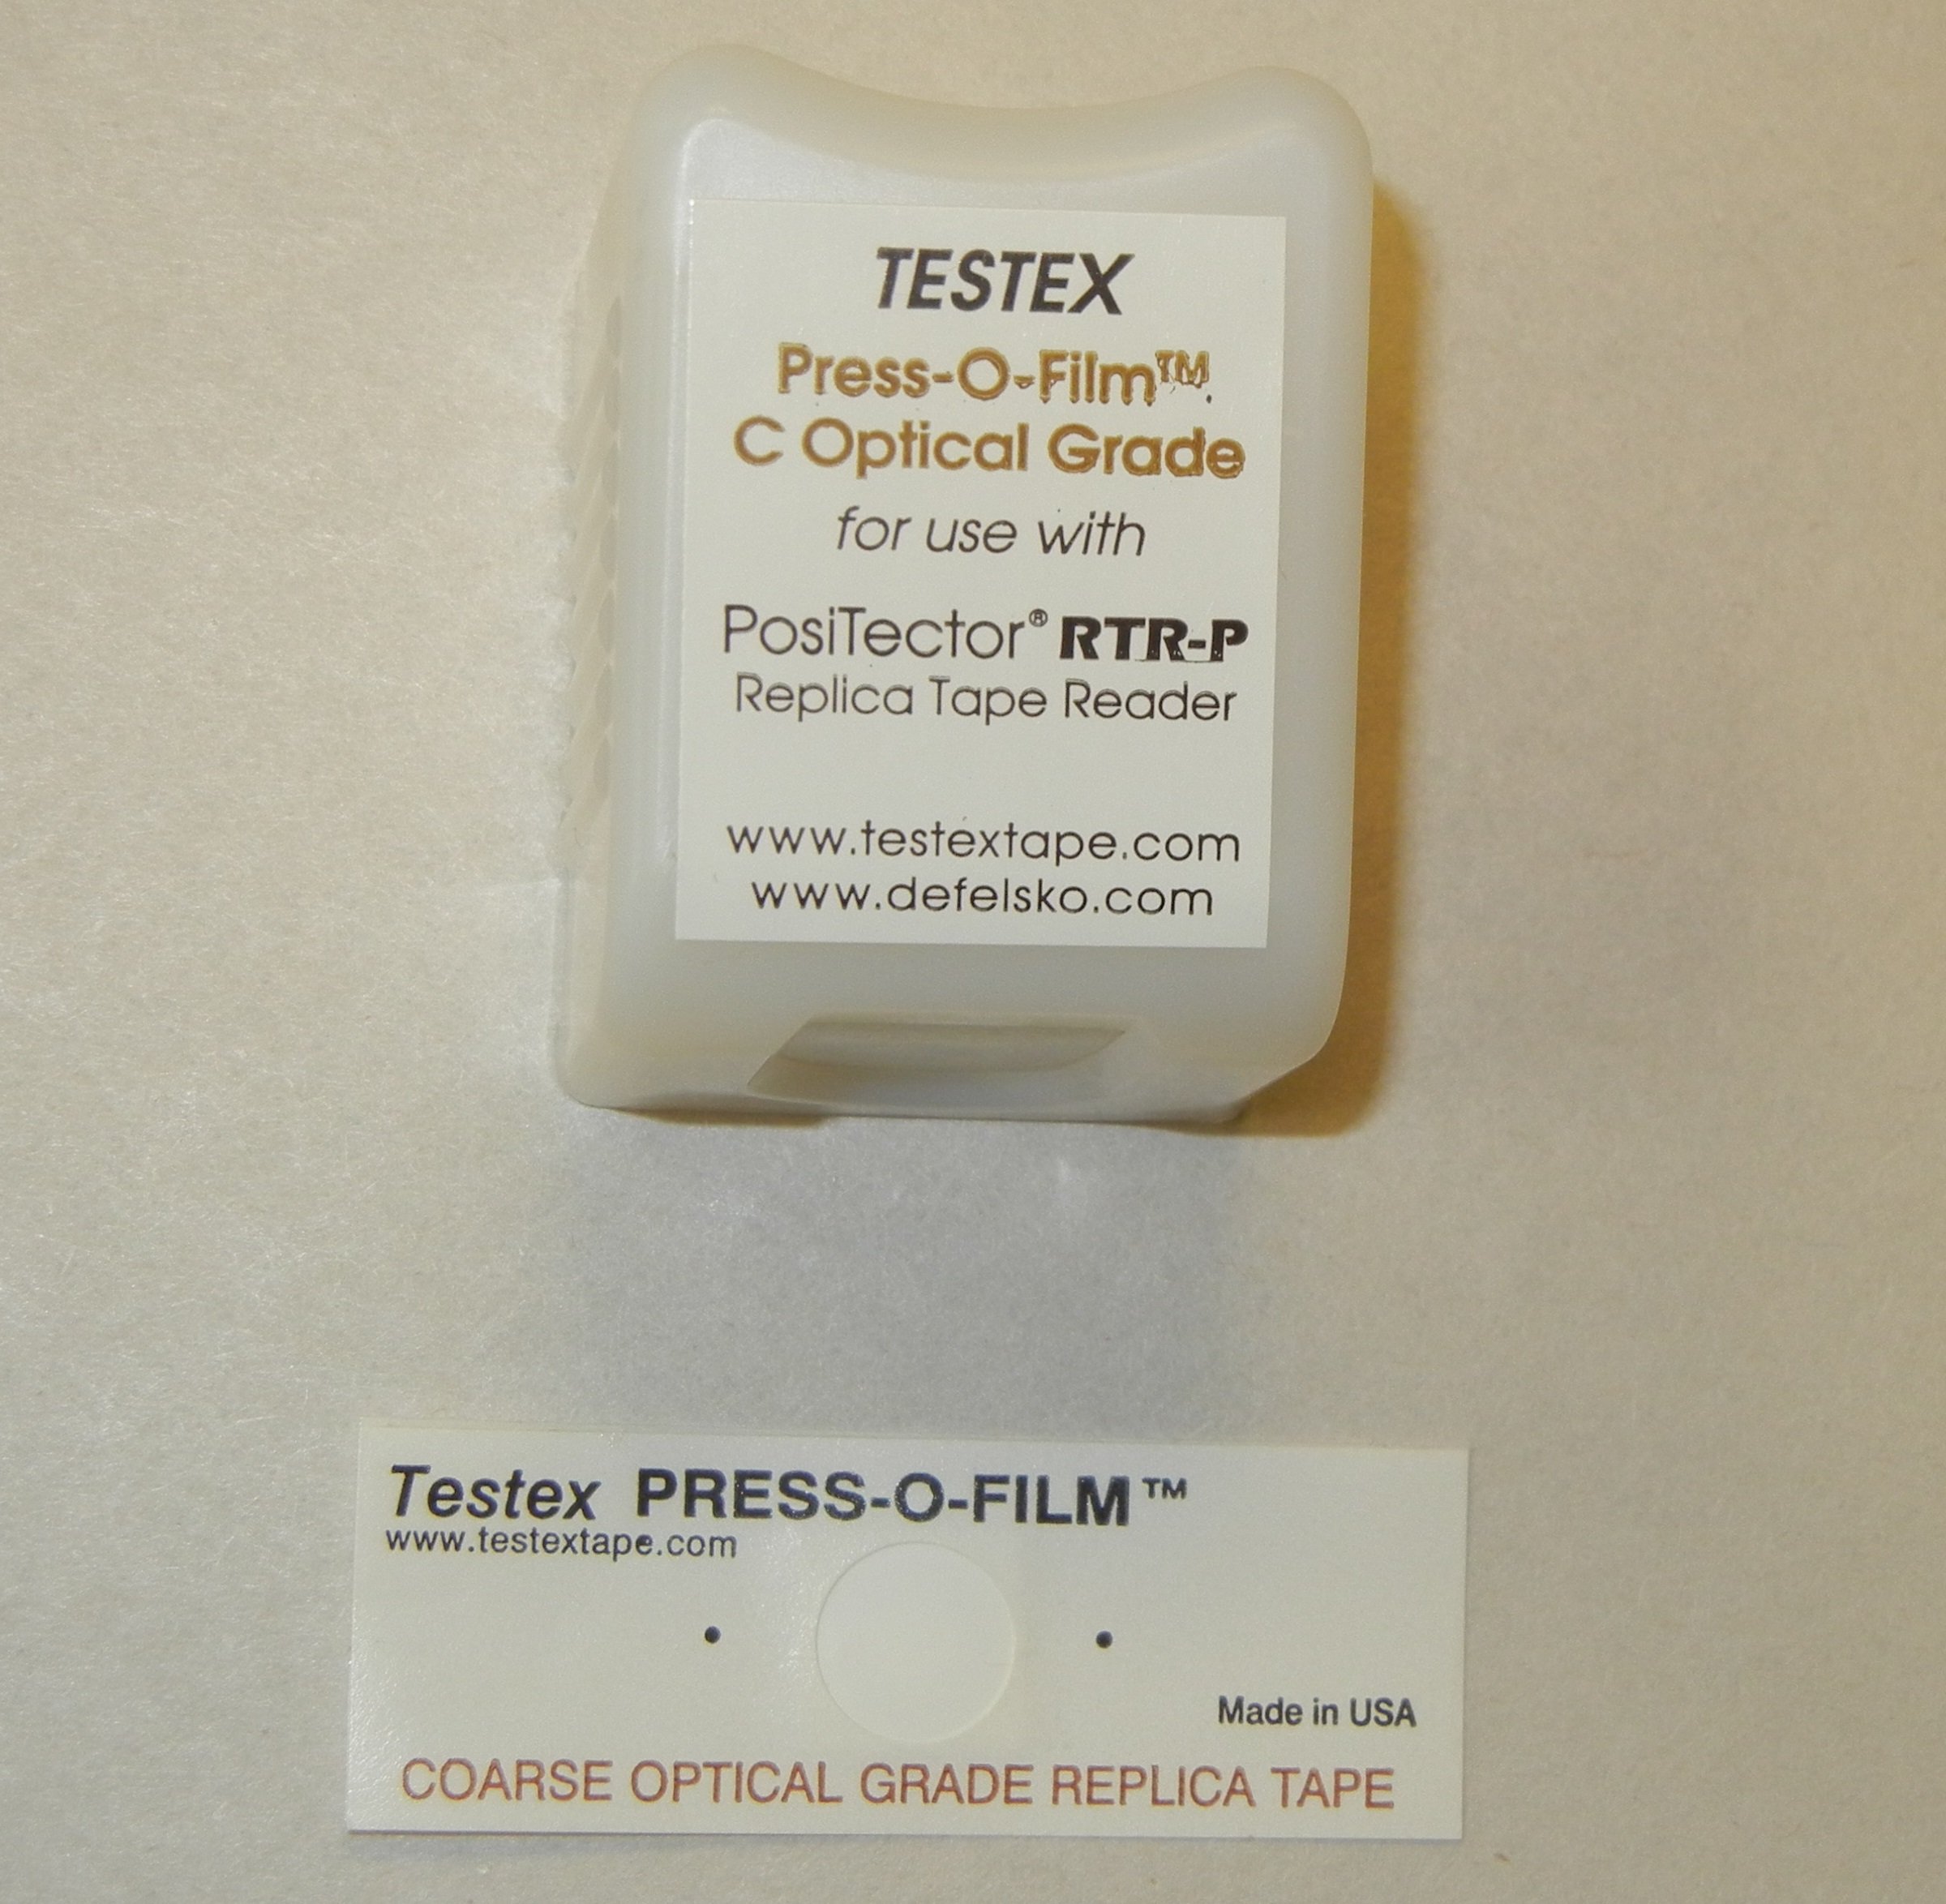 TESTEX
Press-O-Film™
C Optical Grade
for use with
PosiTector® RTR-P
Replica Tape Reader
www.testextape.com
www.defelsko.com
Testex PRESS-O-FILM™
www.testextape.com
Made in USA
COARSE OPTICAL GRADE REPLICA TAPE